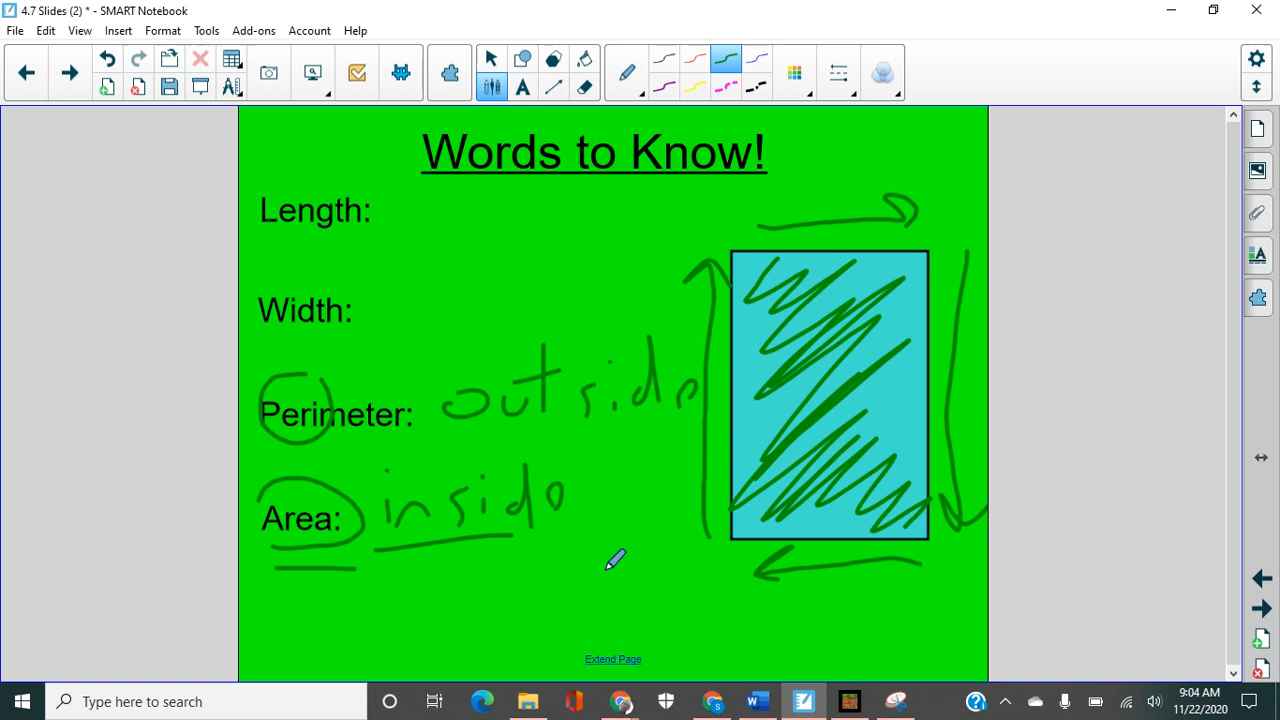 4.7 Slides (2) * - SMART Notebook
File Edit View Insert Format Tools Add-ons Account Help
Words to Know!
Length:
Width:
Perimeter: outside
Area: inside
Extend Page
Type here to search
9:04 AM
11/22/2020